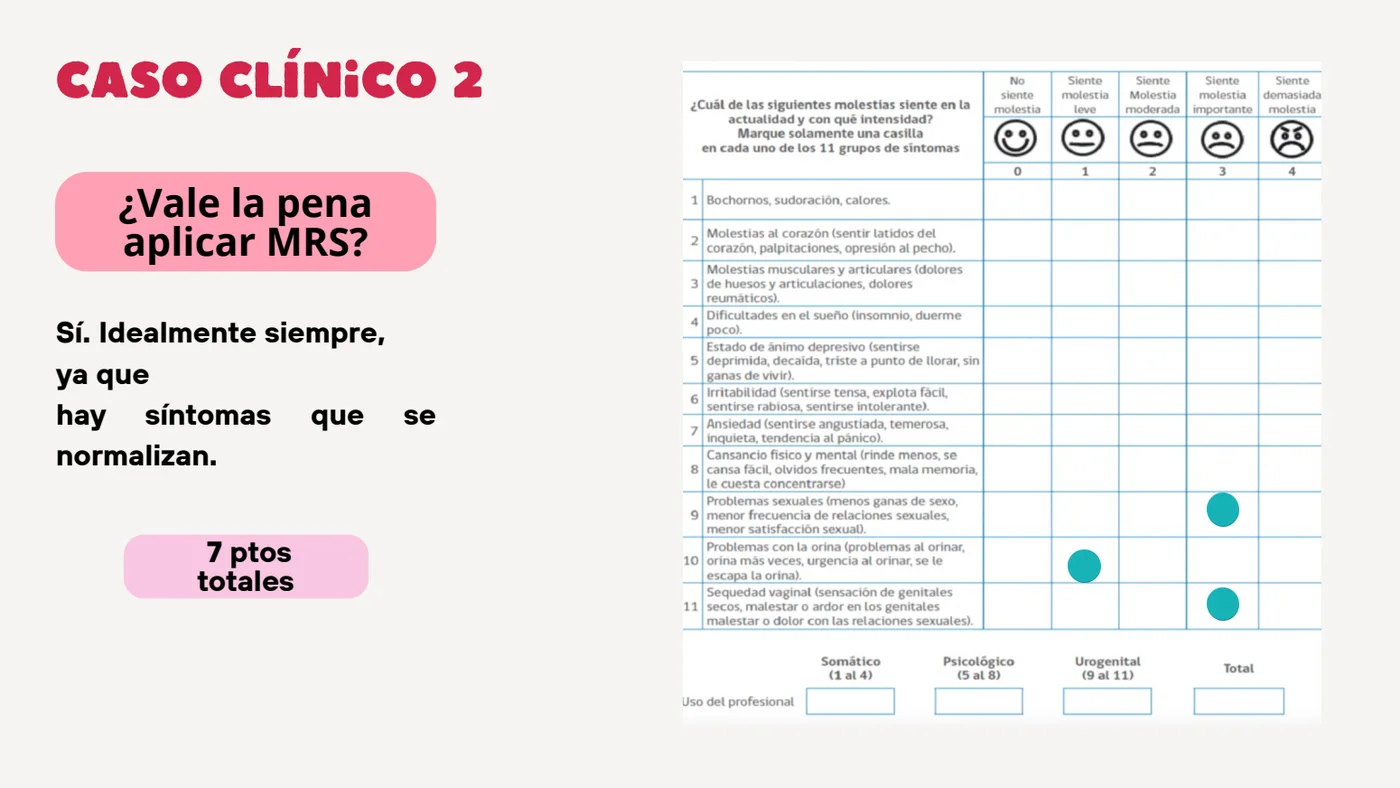 CASO CLÍNiCO 2
¿Vale la pena
aplicar MRS?
Sí. Idealmente siempre,
ya que
hay síntomas que se
normalizan.
7 ptos
totales
¿Cuál de las siguientes molestias siente en la
actualidad y con qué intensidad?
Marque solamente una casilla
en cada uno de los 11 grupos de síntomas
No
siente
molestia
0
Siente
molestia
leve
1
Siente
Molestia
moderada
2
Siente
molestia
importante
3
Siente
demasiada
molestia
4
1 Bochornos, sudoración, calores.
2 Molestias al corazón (sentir latidos del
corazón, palpitaciones, opresión al pecho).
3 Molestias musculares y articulares (dolores
de huesos y articulaciones, dolores
reumáticos).
4 Dificultades en el sueño (insomnio, duerme
poco).
5 Estado de ánimo depresivo (sentirse
deprimida, decaída, triste a punto de llorar, sin
ganas de vivir).
6 Irritabilidad (sentirse tensa, explota fácil,
sentirse rabiosa, sentirse intolerante).
7 Ansiedad (sentirse angustiada, temerosa,
inquieta, tendencia al pánico).
8 Cansancio físico y mental (rinde menos, se
cansa fácil, olvidos frecuentes, mala memoria,
le cuesta concentrarse)
9 Problemas sexuales (menos ganas de sexo,
menor frecuencia de relaciones sexuales,
menor satisfacción sexual).
10 Problemas con la orina (problemas al orinar,
orina más veces, urgencia al orinar, se le
escapa la orina).
11 Sequedad vaginal (sensación de genitales
secos, malestar o ardor en los genitales
malestar o dolor con las relaciones sexuales).
Somático
(1 al 4)
Psicológico
(5 al 8)
Urogenital
(9 al 11)
Total
Uso del profesional